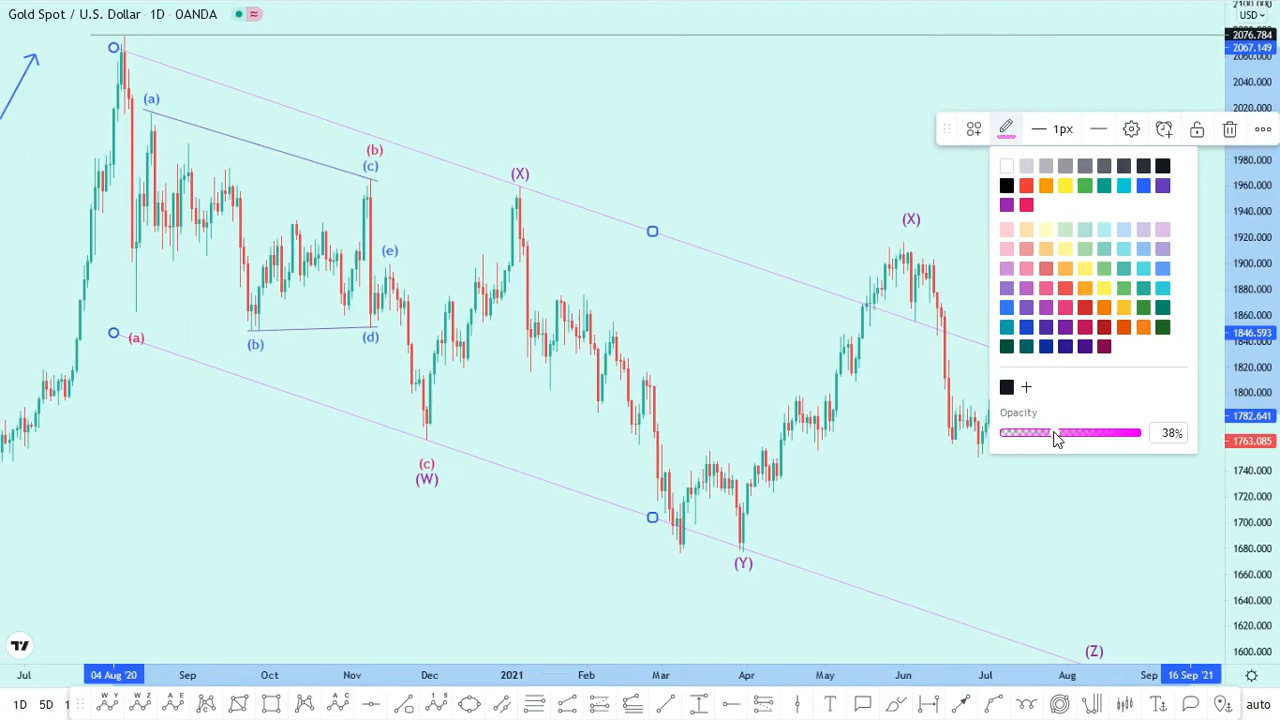 Gold Spot / U.S. Dollar · 1D · OANDA
USD
2076.784
2067.149
2060.000
2040.000
2020.000
1px
1980.000
1960.000
1940.000
1920.000
1900.000
1880.000
1860.000
1846.593
1840.000
1820.000
1800.000
1782.641
1763.085
1740.000
1720.000
1700.000
1680.000
1660.000
1640.000
1620.000
1600.000
(a)
(b)
(c)
(X)
(X)
(e)
(a)
(b)
(d)
(c)
(W)
(Y)
(Z)
Opacity
38%
Jul
04 Aug '20
Sep
Oct
Nov
Dec
2021
Feb
Mar
Apr
May
Jun
Jul
Aug
Sep
16 Sep '21
1D
5D
W Y
W Z
A E
A C
1 5
auto